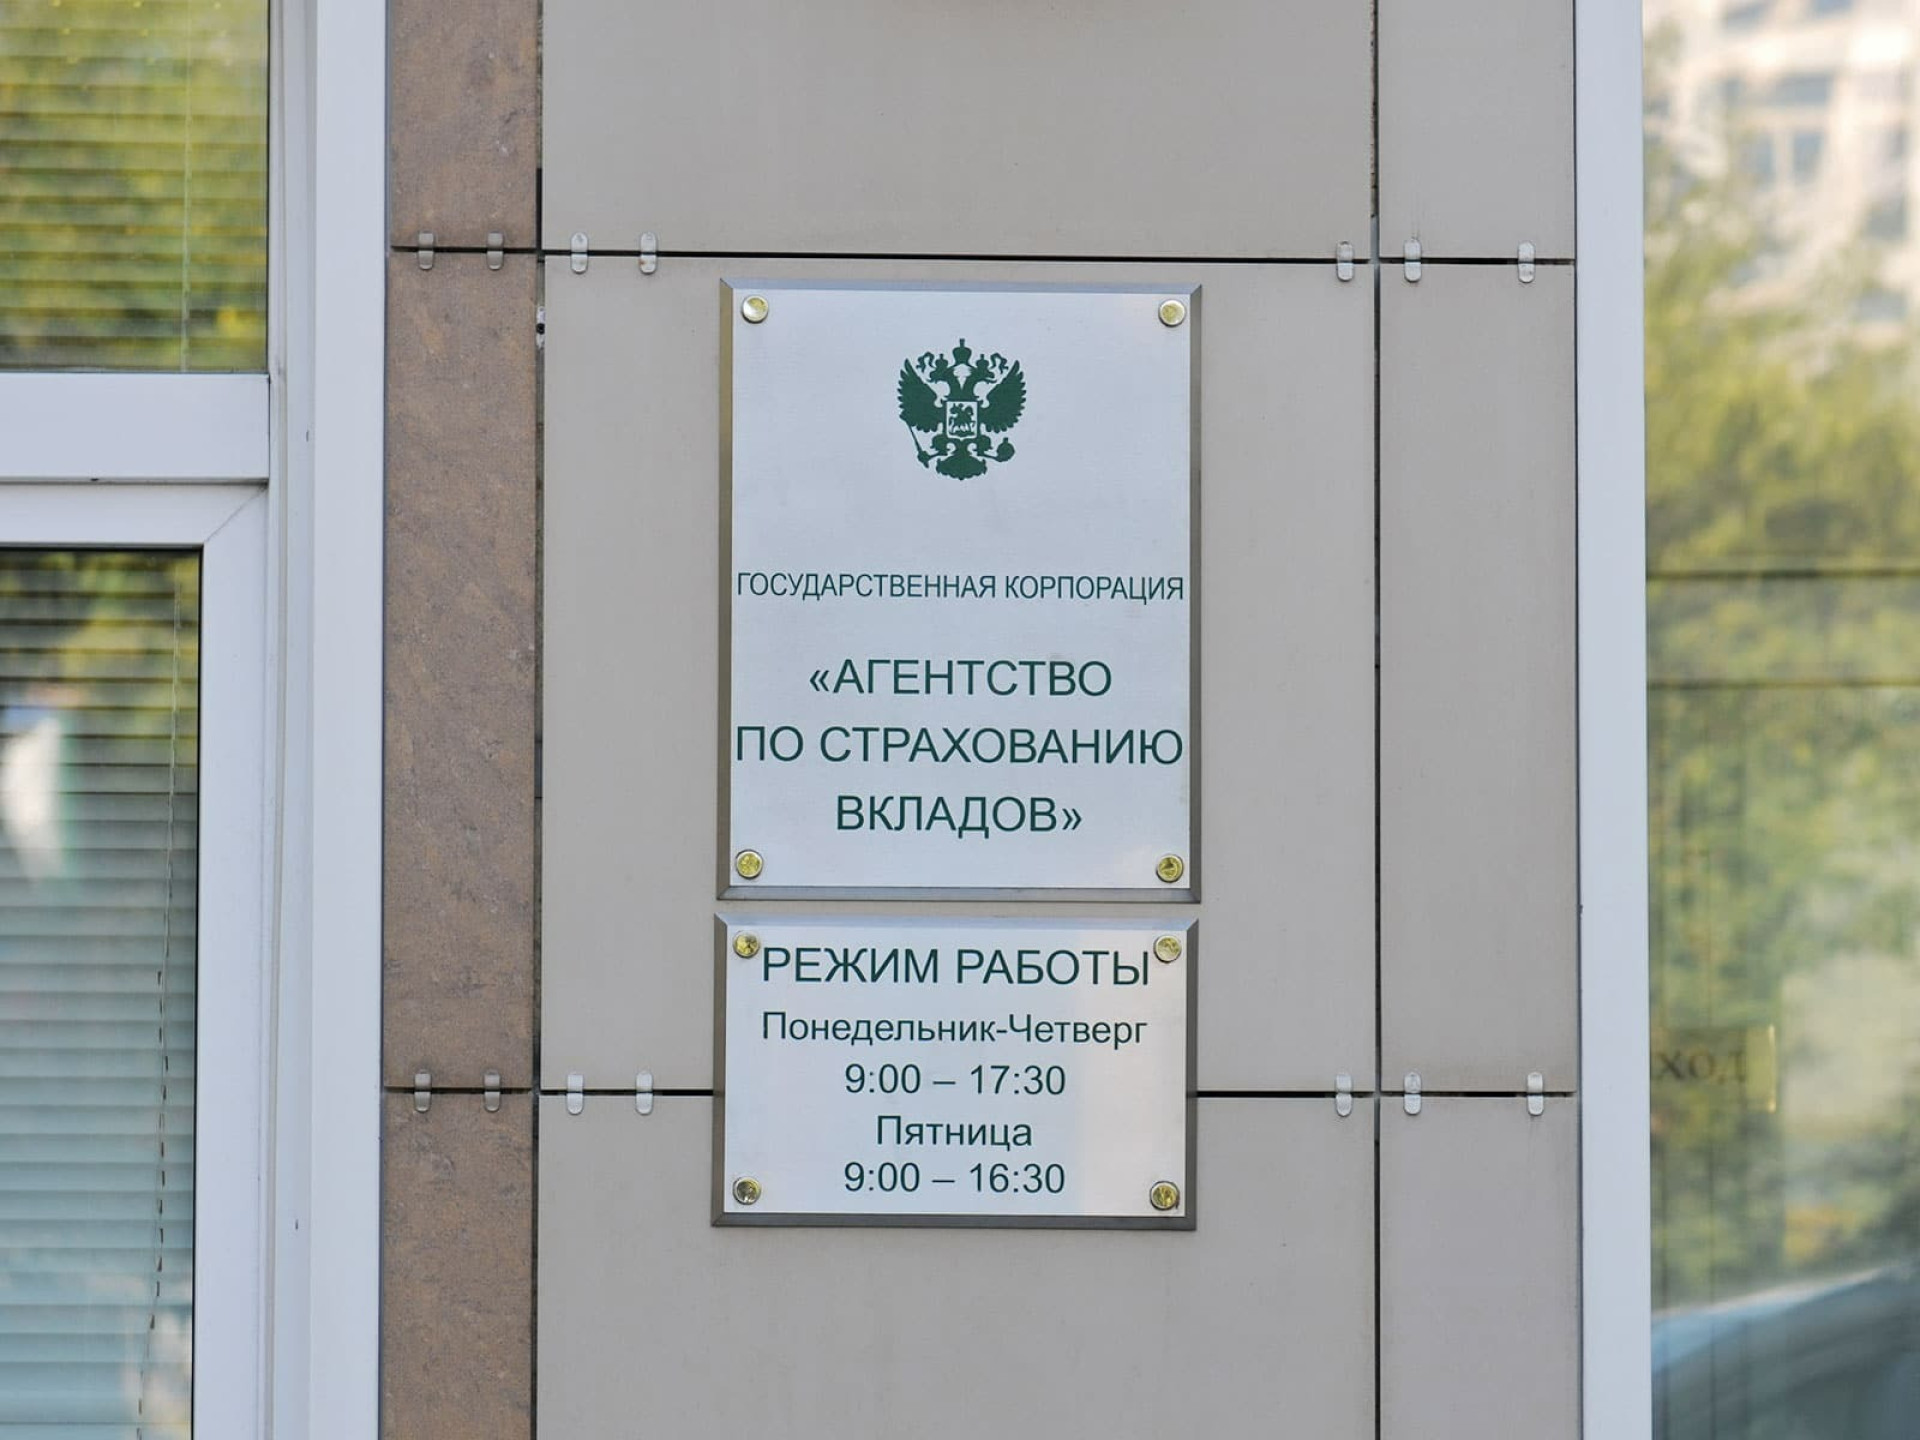 ГОСУДАРСТВЕННАЯ КОРПОРАЦИЯ
«АГЕНТСТВО
ПО СТРАХОВАНИЮ
ВКЛАДОВ»
РЕЖИМ РАБОТЫ
Понедельник-Четверг
9:00 – 17:30
Пятница
9:00 – 16:30